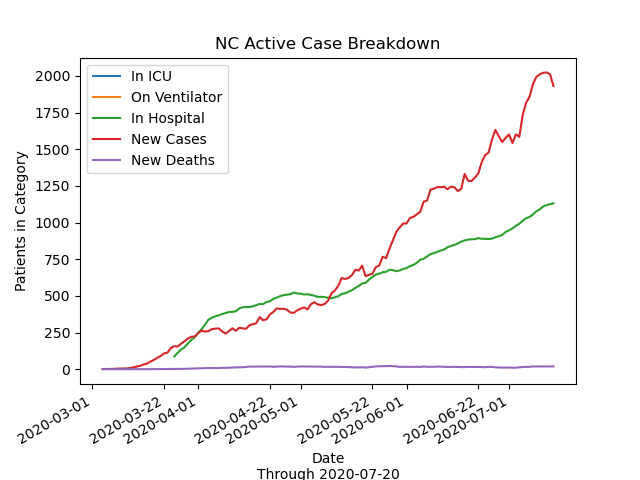 NC Active Case Breakdown
In ICU
On Ventilator
In Hospital
New Cases
New Deaths
Patients in Category
2000
1750
1500
1250
1000
750
500
250
0
2020-03-01
2020-03-22
2020-04-01
2020-04-22
2020-05-01
2020-05-22
2020-06-01
2020-06-22
2020-07-01
Date
Through 2020-07-20